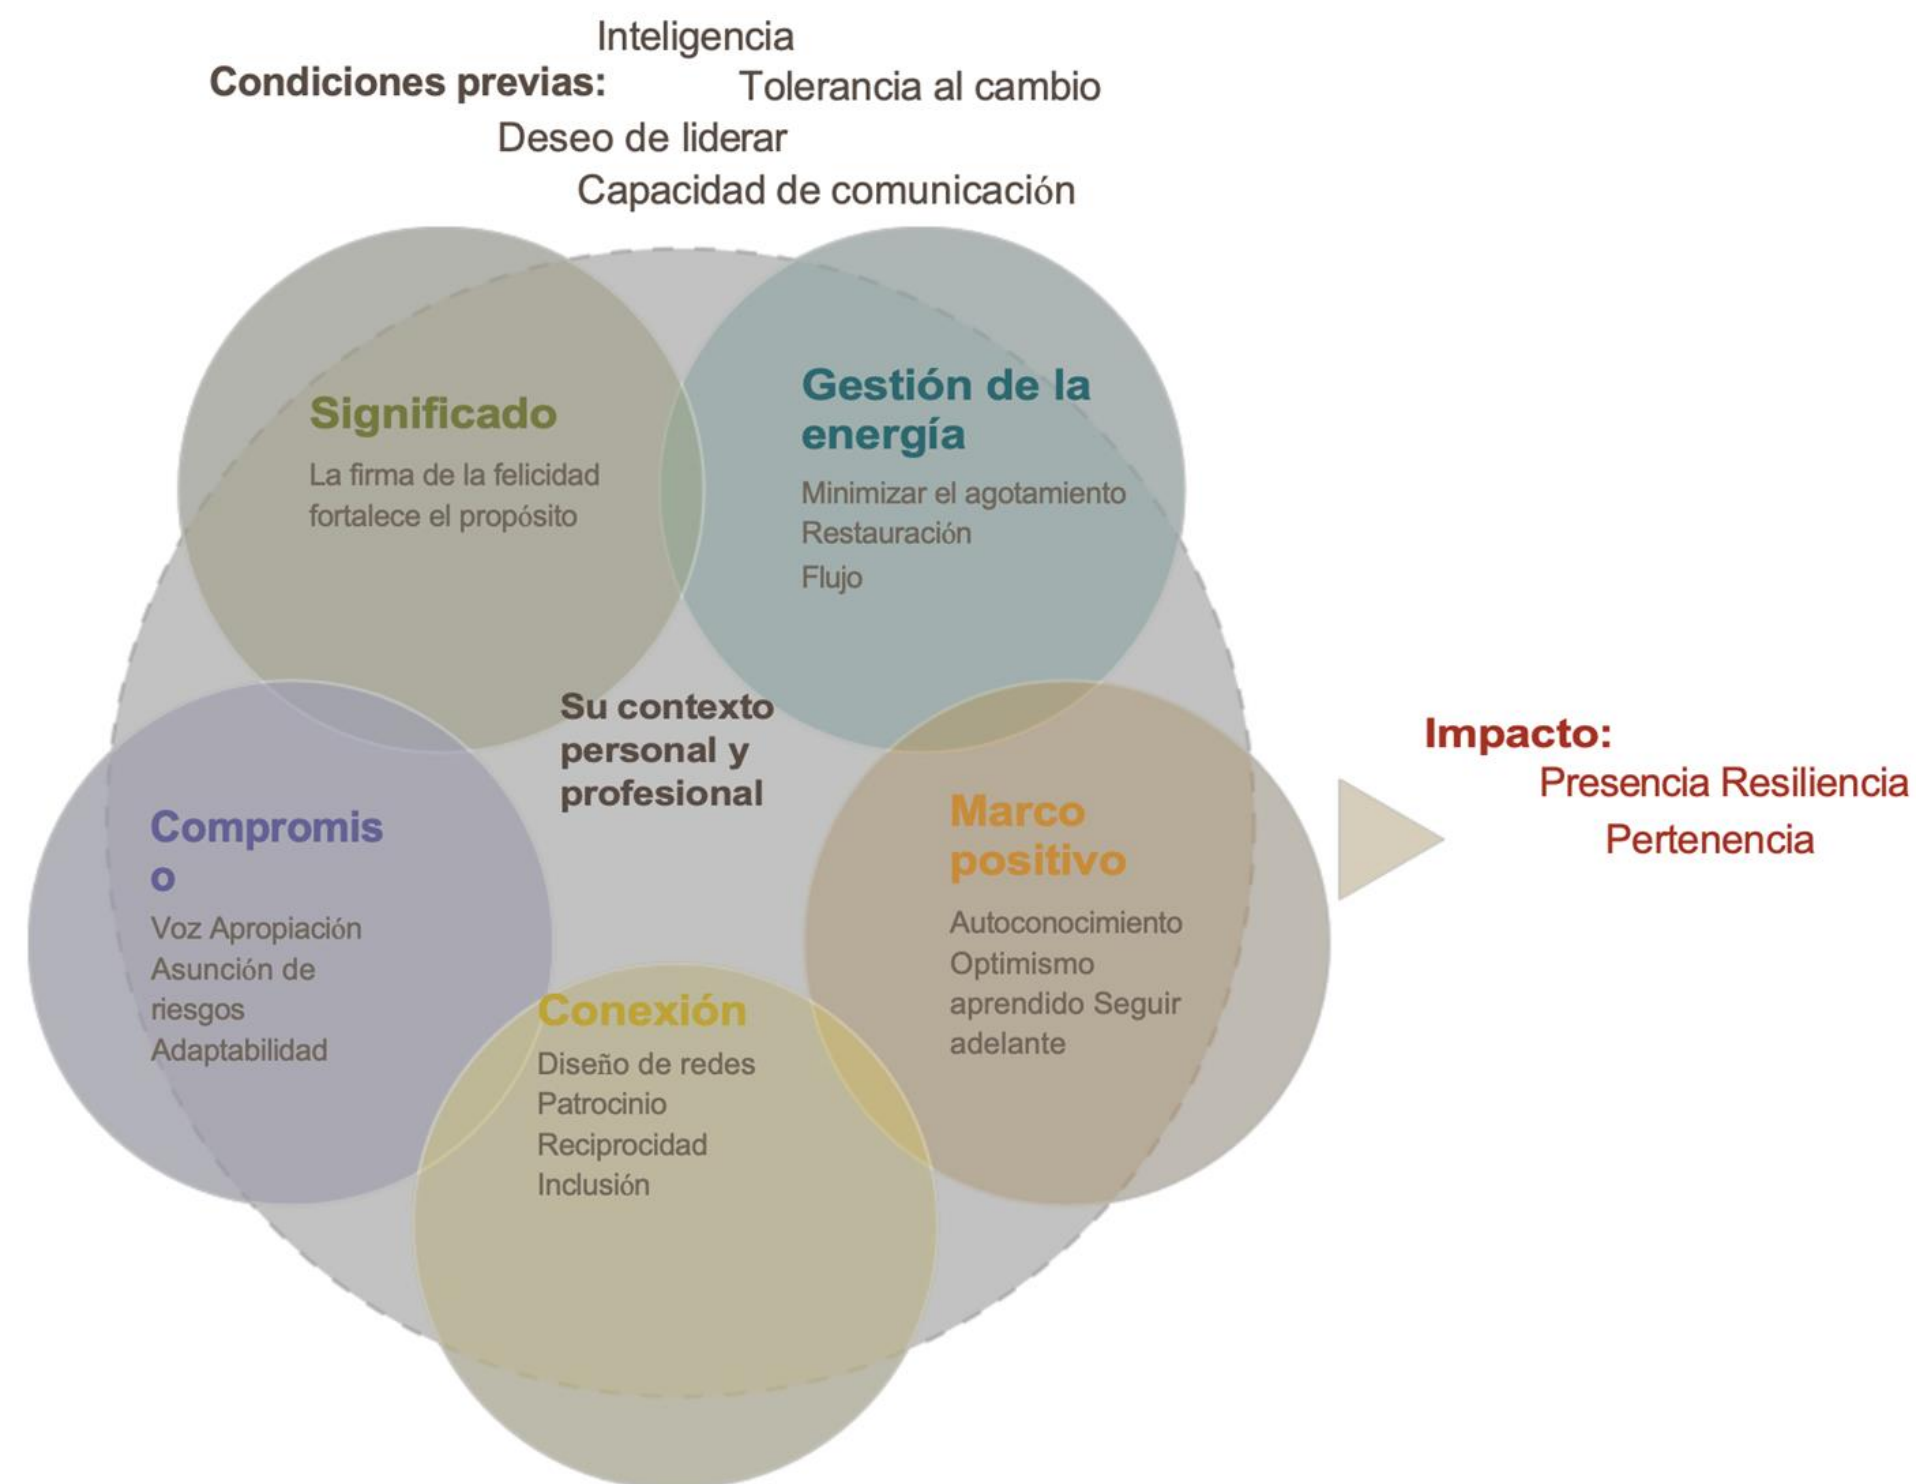 Inteligencia
Condiciones previas:
Tolerancia al cambio
Deseo de liderar
Capacidad de comunicación
Significado
La firma de la felicidad
fortalece el propósito
Gestión de la
energía
Minimizar el agotamiento
Restauración
Flujo
Su contexto
personal y
profesional
Compromis
o
Voz Apropiación
Asunción de
riesgos
Adaptabilidad
Marco
positivo
Autoconocimiento
Optimismo
aprendido Seguir
adelante
Conexión
Diseño de redes
Patrocinio
Reciprocidad
Inclusión
Impacto:
Presencia Resiliencia
Pertenencia